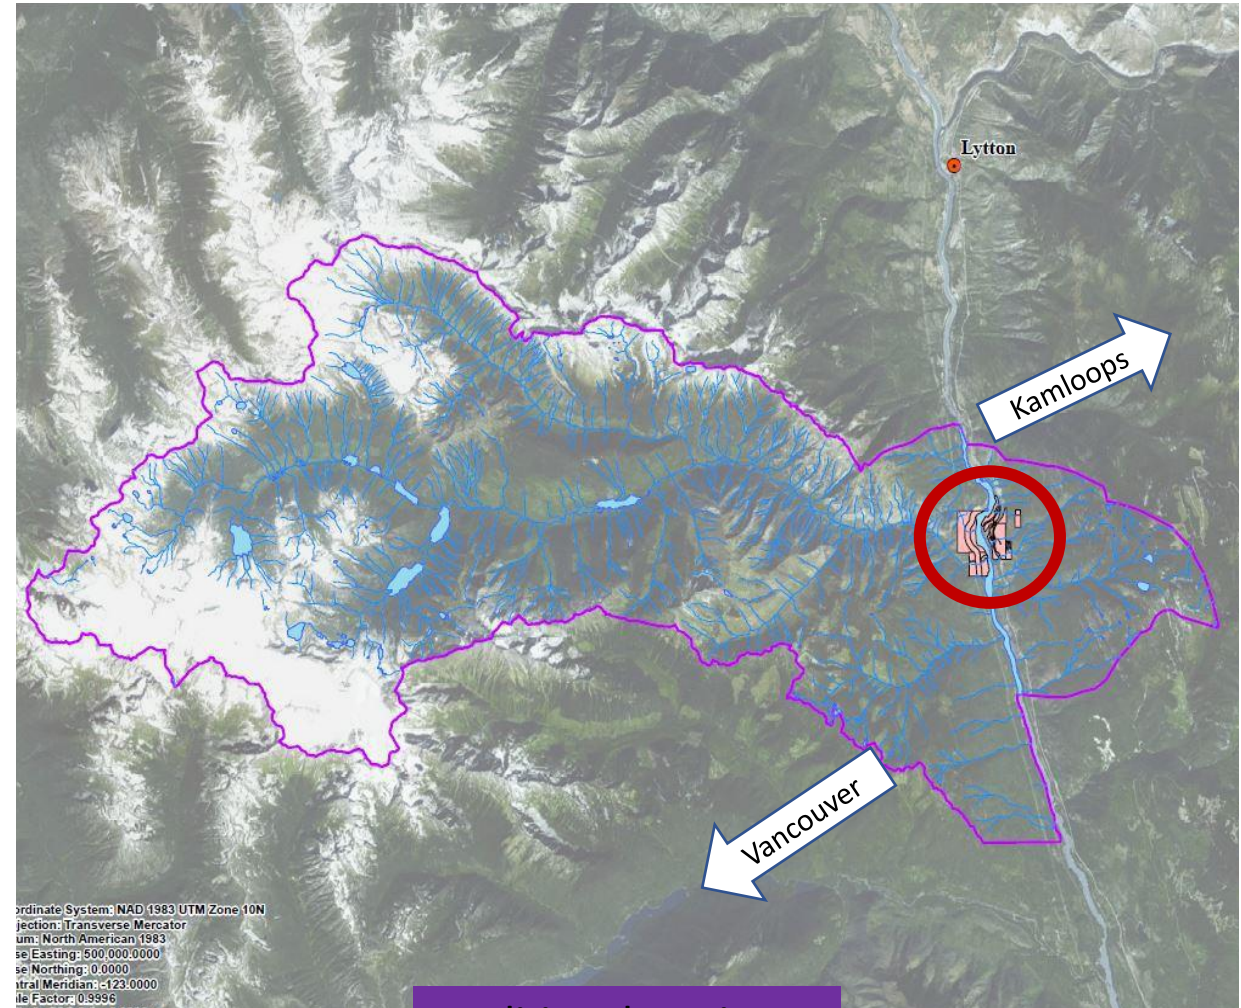 Lytton
Kamloops
Vancouver
ordinate System: NAD 1983 UTM Zone 10N
jection: Transverse Mercator
um: North American 1983
se Easting: 500,000.0000
se Northing: 0.0000
ntral Meridian: -123.0000
le Factor: 0.9996